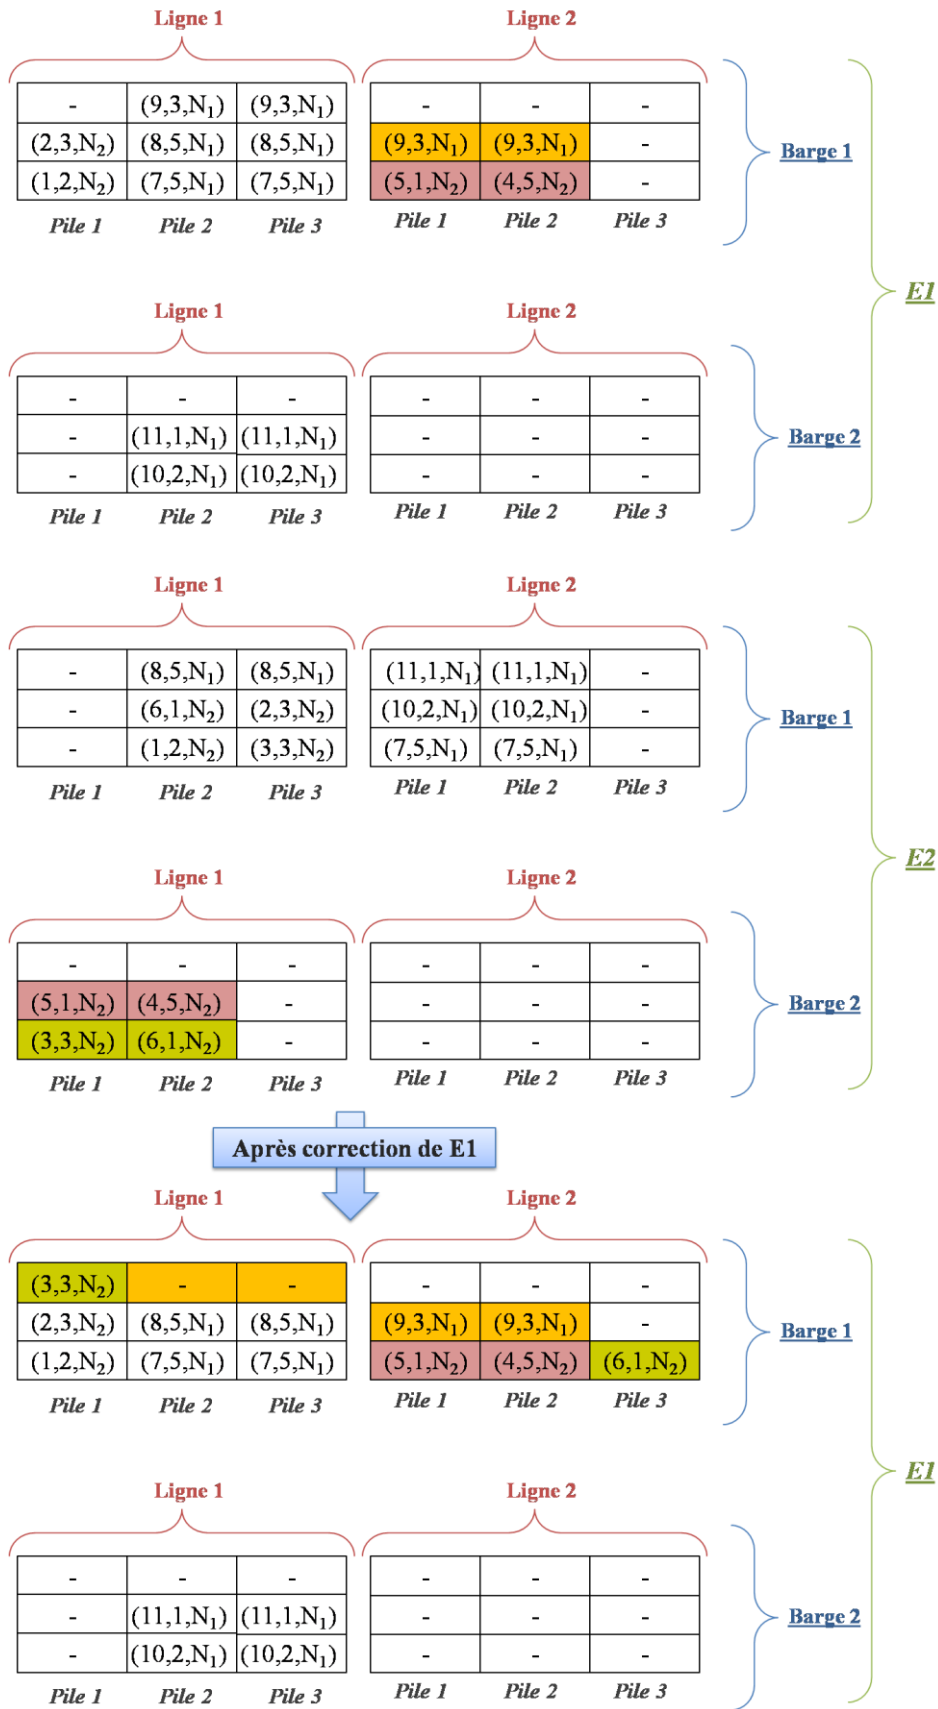 Ligne 1 Ligne 2
- (9,3,N₁) (9,3,N₁) - - -
(2,3,N₂) (8,5,N₁) (8,5,N₁) (9,3,N₁) (9,3,N₁) - Barge 1
(1,2,N₂) (7,5,N₁) (7,5,N₁) (5,1,N₂) (4,5,N₂) -
Pile 1 Pile 2 Pile 3 Pile 1 Pile 2 Pile 3
E1
Ligne 1 Ligne 2
- - - - - -
- (11,1,N₁) (11,1,N₁) - - - Barge 2
- (10,2,N₁) (10,2,N₁) - - -
Pile 1 Pile 2 Pile 3 Pile 1 Pile 2 Pile 3
Ligne 1 Ligne 2
- (8,5,N₁) (8,5,N₁) (11,1,N₁) (11,1,N₁) -
- (6,1,N₂) (2,3,N₂) (10,2,N₁) (10,2,N₁) - Barge 1
- (1,2,N₂) (3,3,N₂) (7,5,N₁) (7,5,N₁) -
Pile 1 Pile 2 Pile 3 Pile 1 Pile 2 Pile 3
E2
Ligne 1 Ligne 2
- - - - - -
(5,1,N₂) (4,5,N₂) - - - - Barge 2
(3,3,N₂) (6,1,N₂) - - - -
Pile 1 Pile 2 Pile 3 Pile 1 Pile 2 Pile 3
Après correction de E1
Ligne 1 Ligne 2
(3,3,N₂) - - - - -
(2,3,N₂) (8,5,N₁) (8,5,N₁) (9,3,N₁) (9,3,N₁) - Barge 1
(1,2,N₂) (7,5,N₁) (7,5,N₁) (5,1,N₂) (4,5,N₂) (6,1,N₂)
Pile 1 Pile 2 Pile 3 Pile 1 Pile 2 Pile 3
E1
Ligne 1 Ligne 2
- - - - - -
- (11,1,N₁) (11,1,N₁) - - - Barge 2
- (10,2,N₁) (10,2,N₁) - - -
Pile 1 Pile 2 Pile 3 Pile 1 Pile 2 Pile 3